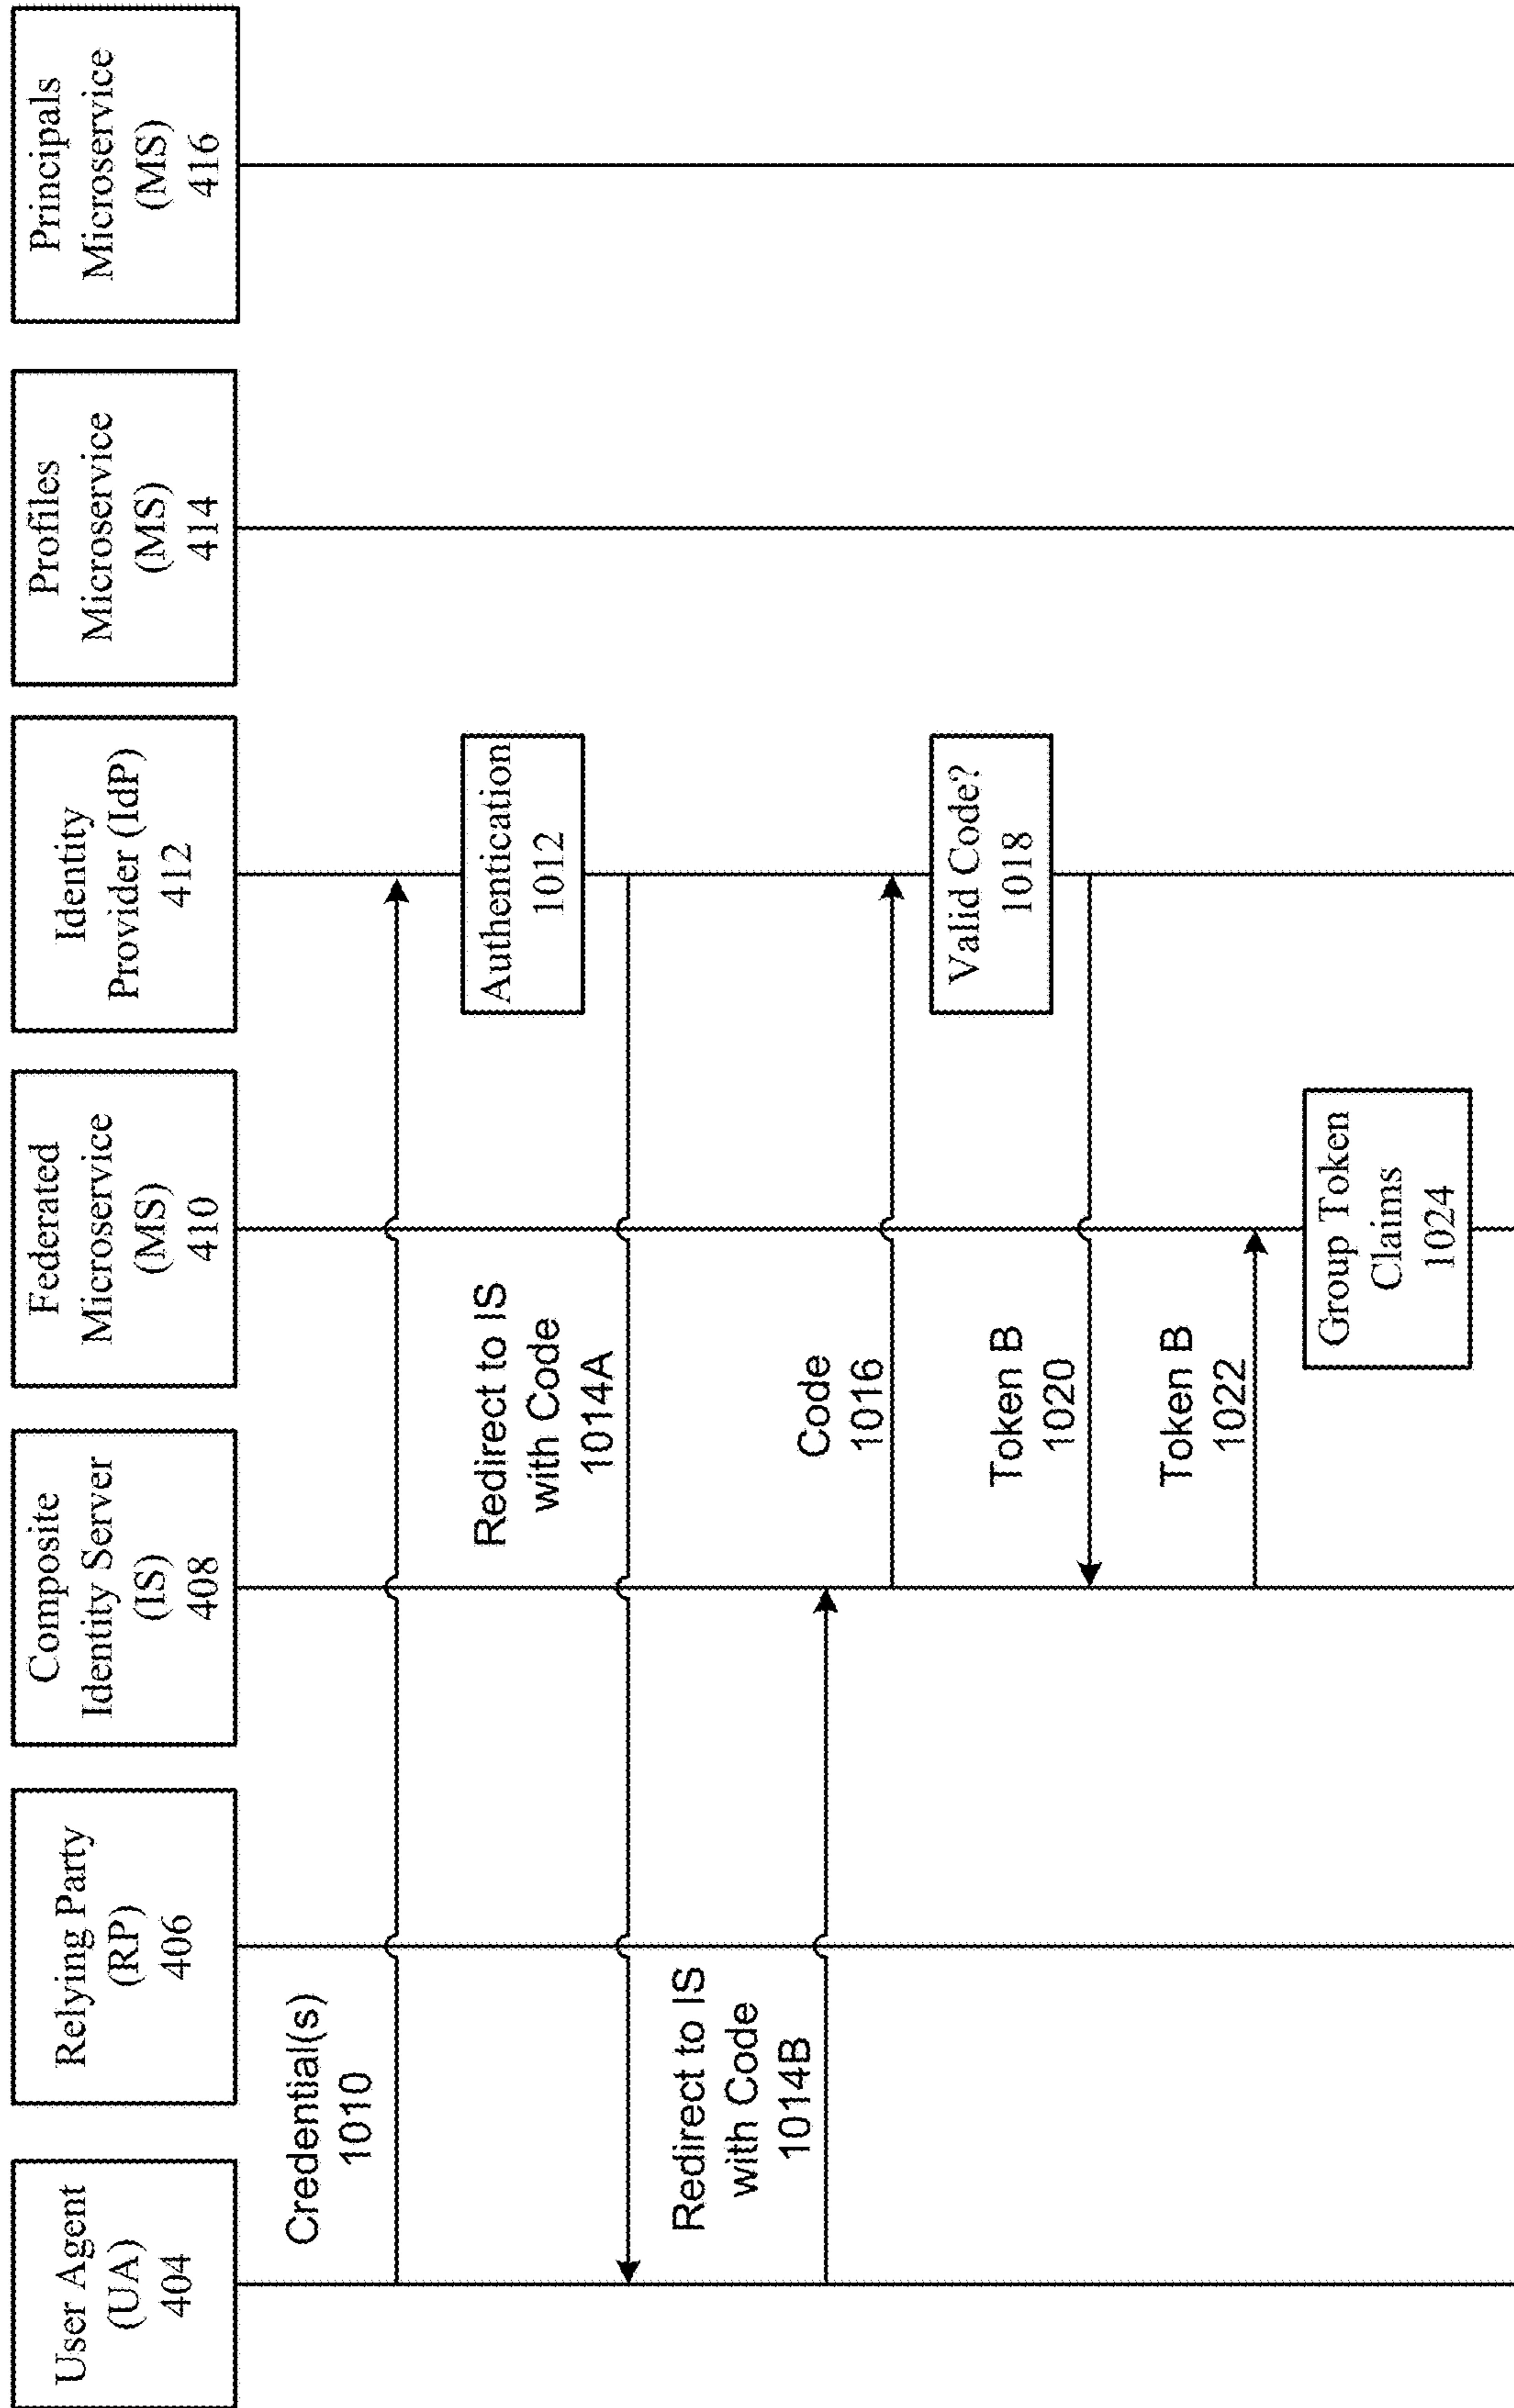 User Agent
(UA)
404
Relying Party
(RP)
406
Composite
Identity Server
(IS)
408
Federated
Microservice
(MS)
410
Identity
Provider (IdP)
412
Profiles
Microservice
(MS)
414
Principals
Microservice
(MS)
416
Credential(s)
1010
Authentication
1012
Redirect to IS
with Code
1014A
Redirect to IS
with Code
1014B
Code
1016
Valid Code?
1018
Token B
1020
Token B
1022
Group Token
Claims
1024